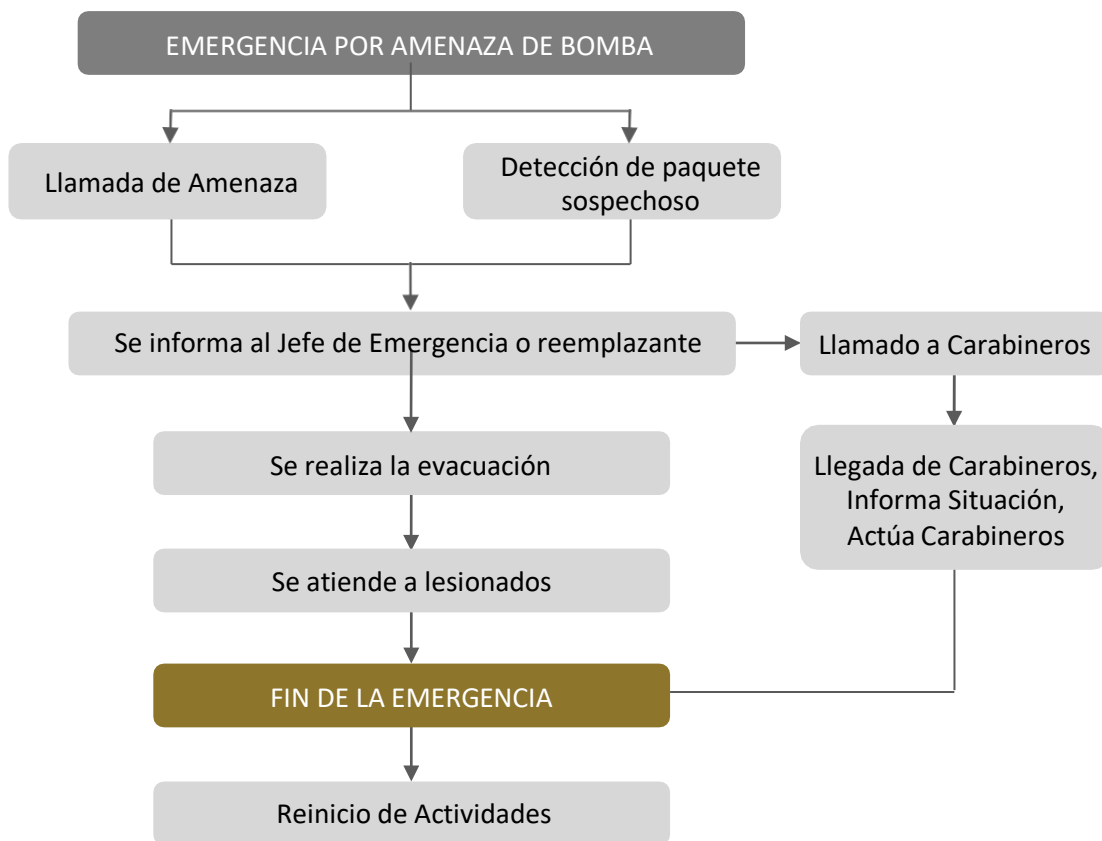 EMERGENCIA POR AMENAZA DE BOMBA
Llamada de Amenaza
Detección de paquete
sospechoso
Se informa al Jefe de Emergencia o reemplazante
Llamado a Carabineros
Se realiza la evacuación
Llegada de Carabineros,
Informa Situación,
Actúa Carabineros
Se atiende a lesionados
FIN DE LA EMERGENCIA
Reinicio de Actividades